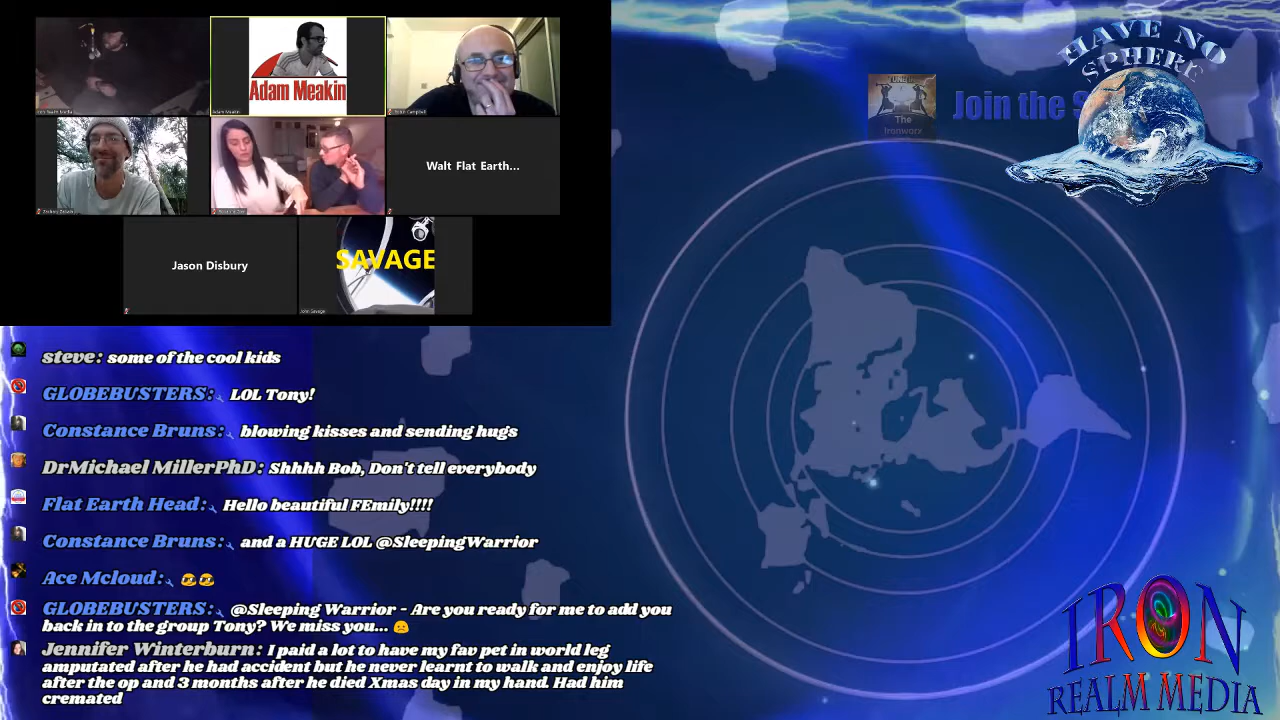 Adam Meakin
Walt Flat Earth...
Jason Disbury
SAVAGE
John Savage
HAVE NO
SPHERE
The
Ironworx
Join the S
steve: some of the cool kids
GLOBEBUSTERS: LOL Tony!
Constance Bruns: blowing kisses and sending hugs
DrMichael MillerPhD: Shhhh Bob, Don't tell everybody
Flat Earth Head: Hello beautiful FEmily!!!!
Constance Bruns: and a HUGE LOL @SleepingWarrior
Ace Mcloud:
GLOBEBUSTERS: @Sleeping Warrior - Are you ready for me to add you
back in to the group Tony? We miss you...
Jennifer Winterburn: I paid a lot to have my fav pet in world leg
amputated after he had accident but he never learnt to walk and enjoy life
after the op and 3 months after he died Xmas day in my hand. Had him
cremated
IRON
REALM MEDIA